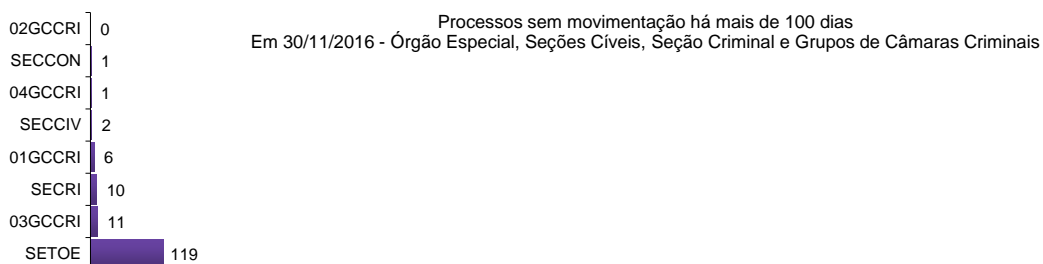 Processos sem movimentação há mais de 100 dias
Em 30/11/2016 - Órgão Especial, Seções Cíveis, Seção Criminal e Grupos de Câmaras Criminais
02GCCRI 0
SECCON 1
04GCCRI 1
SECCIV 2
01GCCRI 6
SECRI 10
03GCCRI 11
SETOE 119